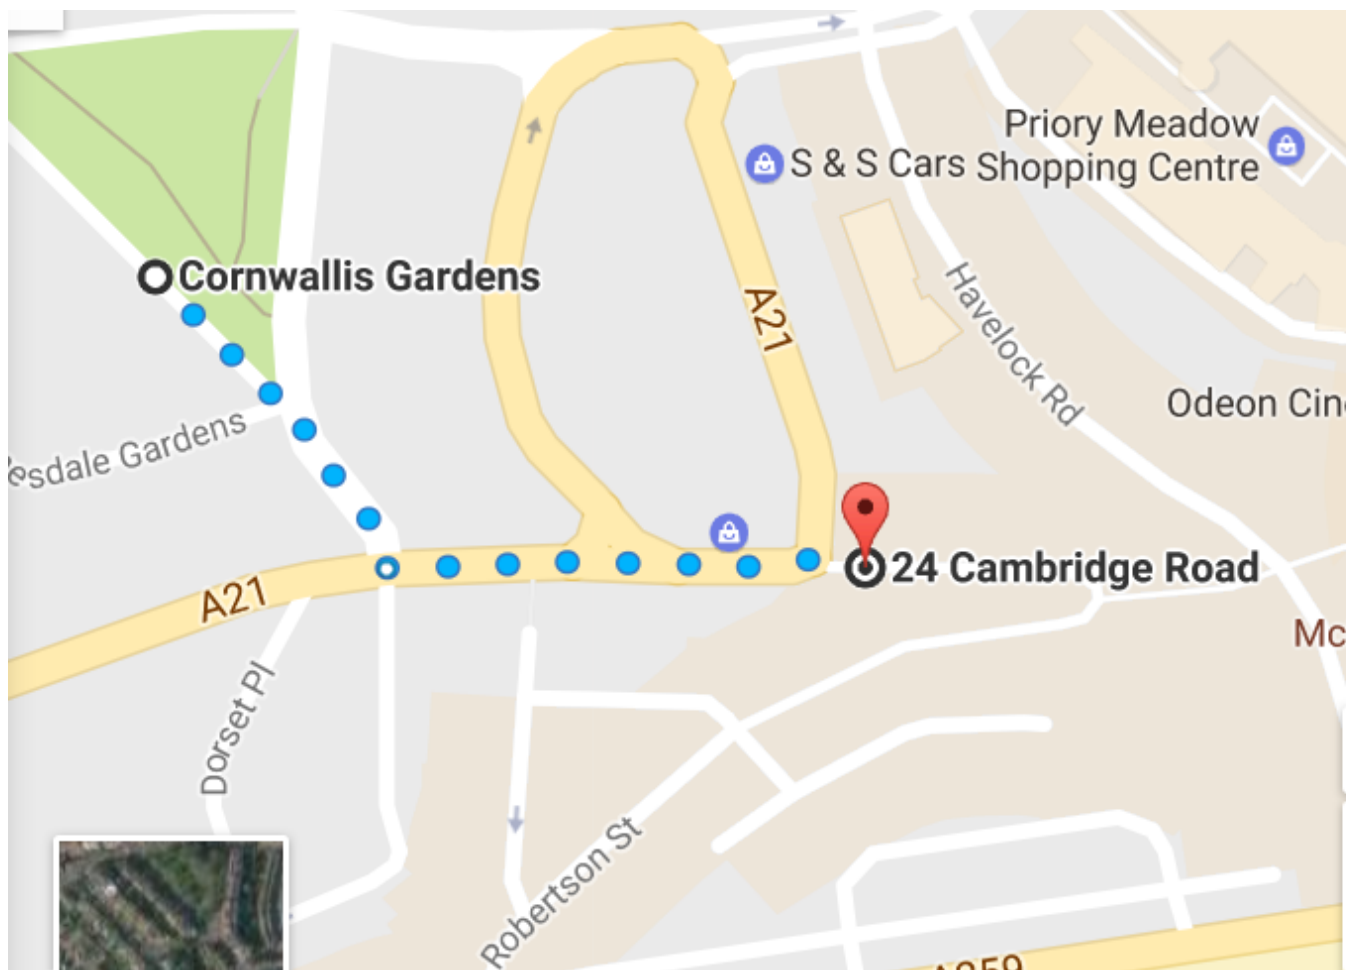 Priory Meadow
Shopping Centre
S & S Cars
Cornwallis Gardens
A21
Havelock Rd
Odeon
esdale Gardens
24 Cambridge Road
A21
Mc
Dorset Pl
Robertson St
A259